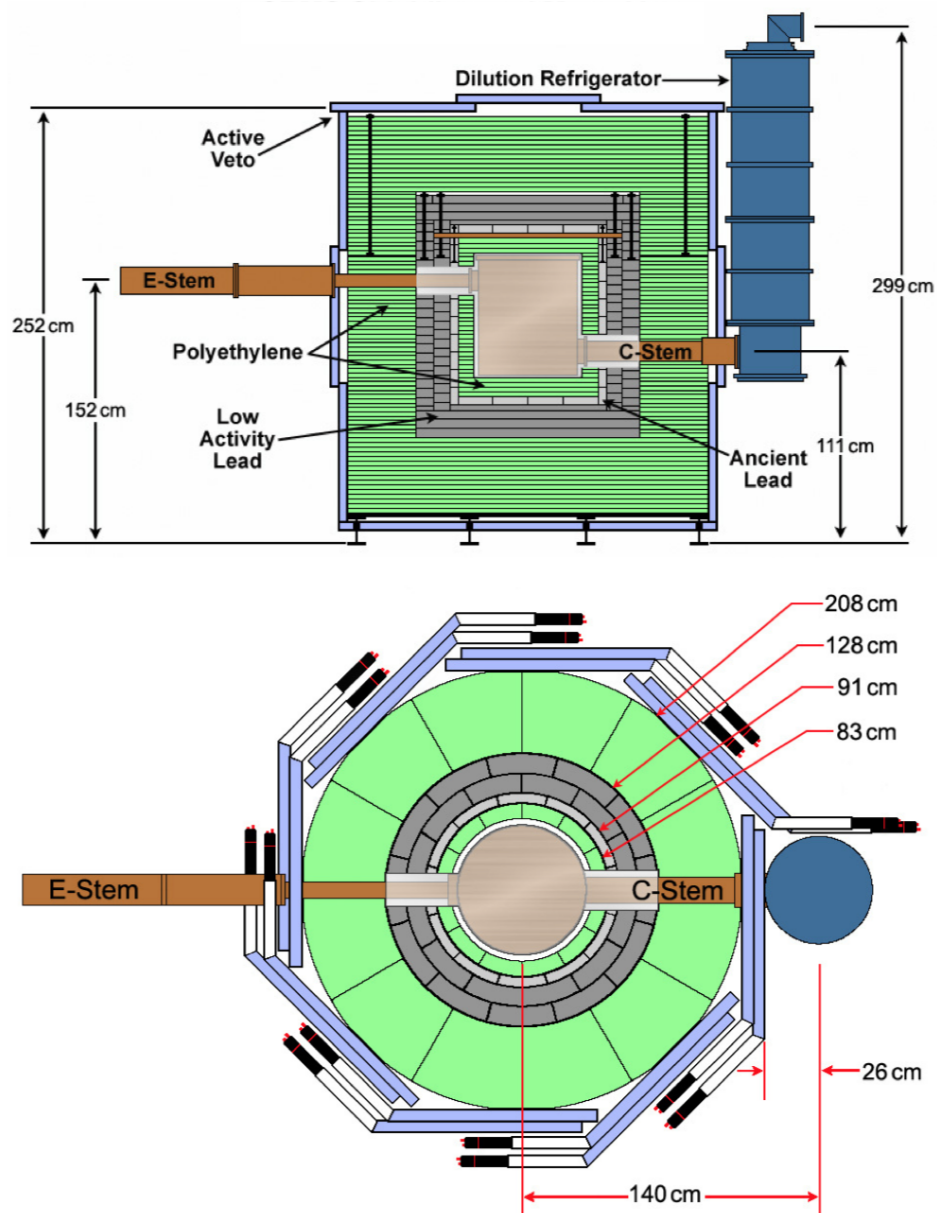 Dilution Refrigerator
Active
Veto
E-Stem
299 cm
252 cm
Polyethylene
C-Stem
152 cm
Low
Activity
Lead
Ancient
Lead
111 cm
208 cm
128 cm
91 cm
83 cm
E-Stem
C-Stem
26 cm
140 cm